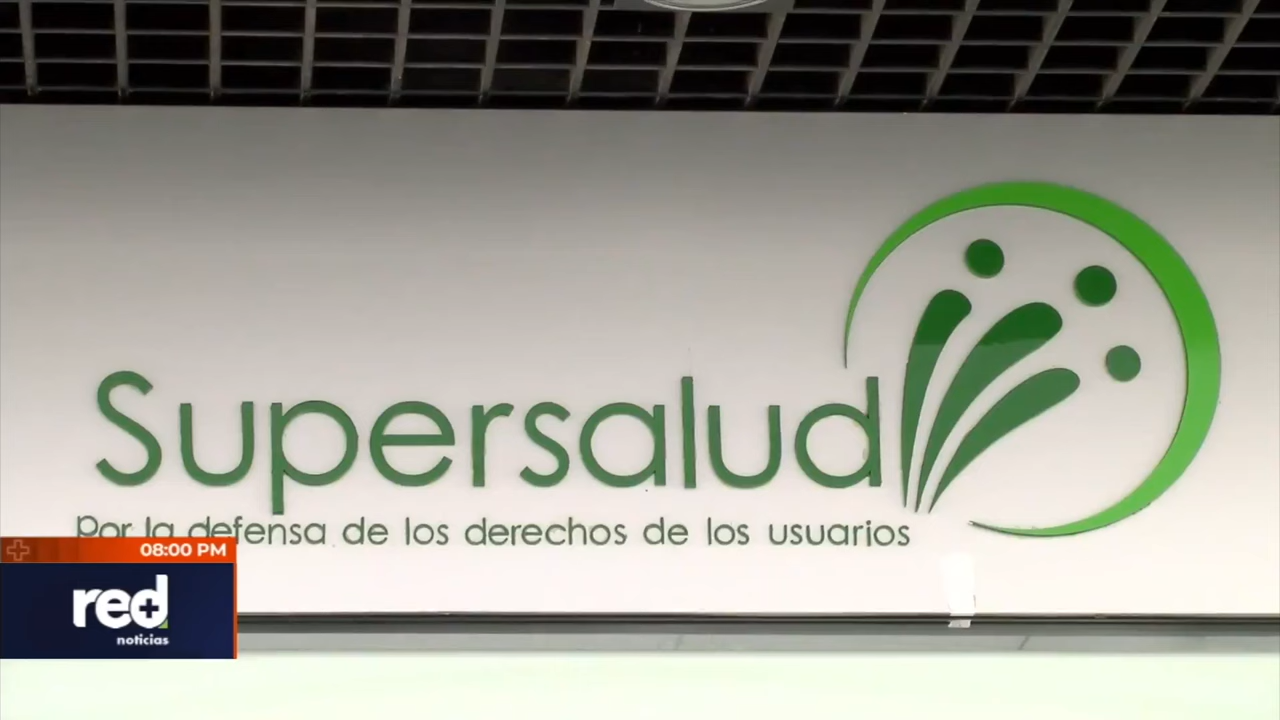 Supersalud
por la defensa de los derechos de los usuarios
08:00 PM
red+
noticias